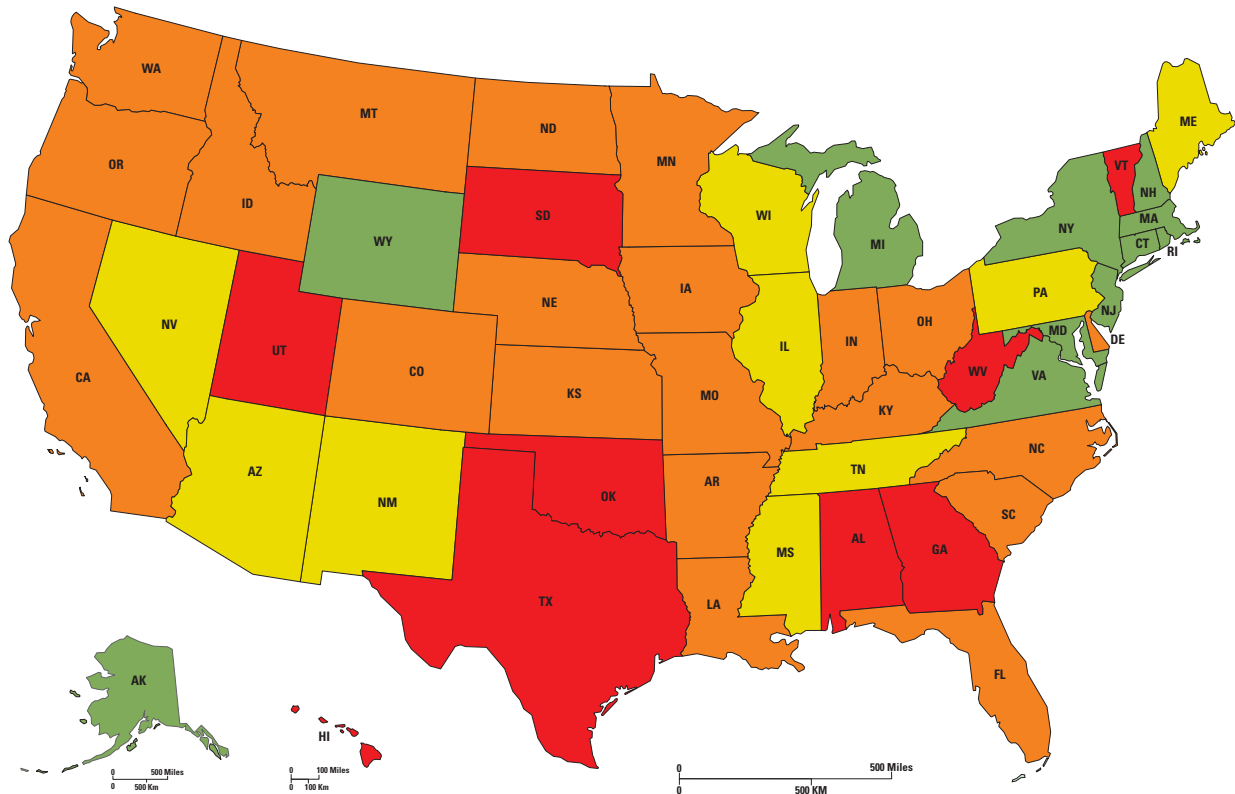 WA
MT
ND
MN
ME
VT
NH
OR
ID
SD
WI
MA
NY
WY
MI
CT
RI
IA
PA
NE
NJ
NV
OH
MD
DE
UT
IL
IN
CA
CO
WV
VA
KS
MO
KY
NC
AZ
TN
NM
OK
AR
SC
AL
GA
MS
TX
LA
FL
AK
HI
0 500 Miles
0 500 Km
0 100 Miles
0 100 Km
0 500 Miles
0 500 KM